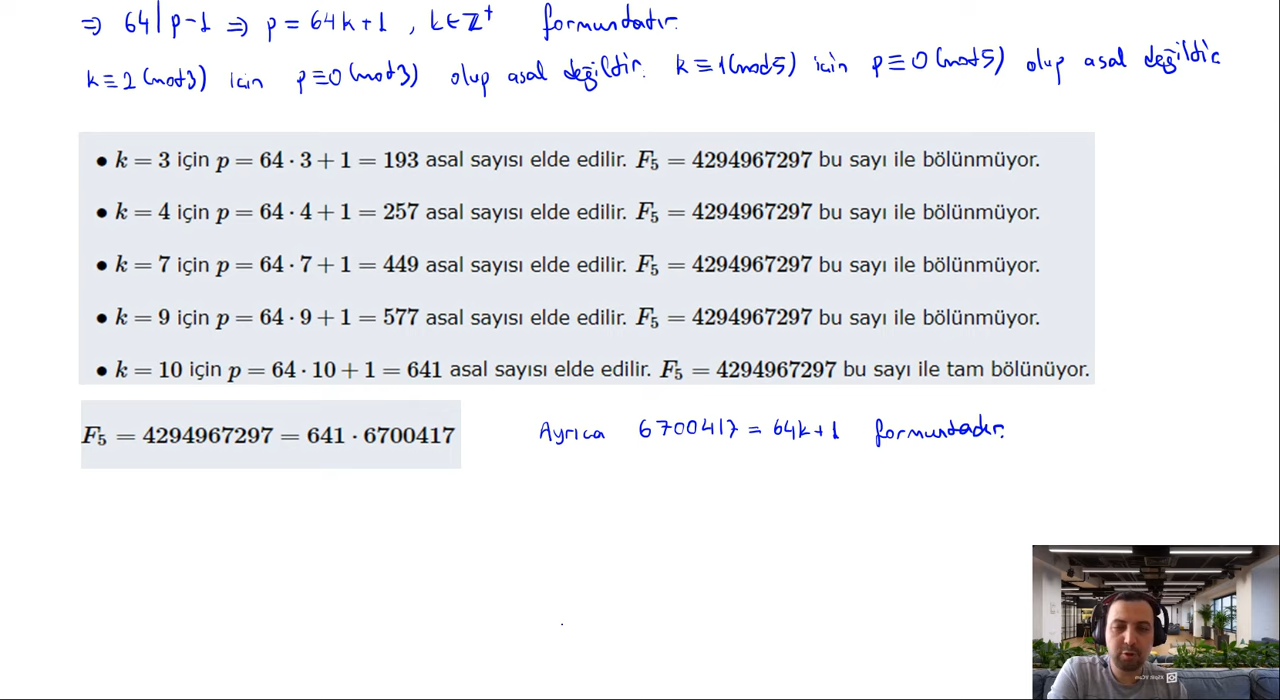 ⇒ 64 | p-1 ⇒ p = 64k+1 , k∈ℤ⁺ formundadır.
k≡2 (mod3) için p≡0 (mod3) olup asal değildir. k≡1(mod5) için p≡0 (mod5) olup asal değildir
• k = 3 için p = 64 · 3 + 1 = 193 asal sayısı elde edilir. F₅ = 4294967297 bu sayı ile bölünmüyor.
• k = 4 için p = 64 · 4 + 1 = 257 asal sayısı elde edilir. F₅ = 4294967297 bu sayı ile bölünmüyor.
• k = 7 için p = 64 · 7 + 1 = 449 asal sayısı elde edilir. F₅ = 4294967297 bu sayı ile bölünmüyor.
• k = 9 için p = 64 · 9 + 1 = 577 asal sayısı elde edilir. F₅ = 4294967297 bu sayı ile bölünmüyor.
• k = 10 için p = 64 · 10 + 1 = 641 asal sayısı elde edilir. F₅ = 4294967297 bu sayı ile tam bölünüyor.
F₅ = 4294967297 = 641 · 6700417 Ayrıca 6700417 = 64k+1 formundadır.